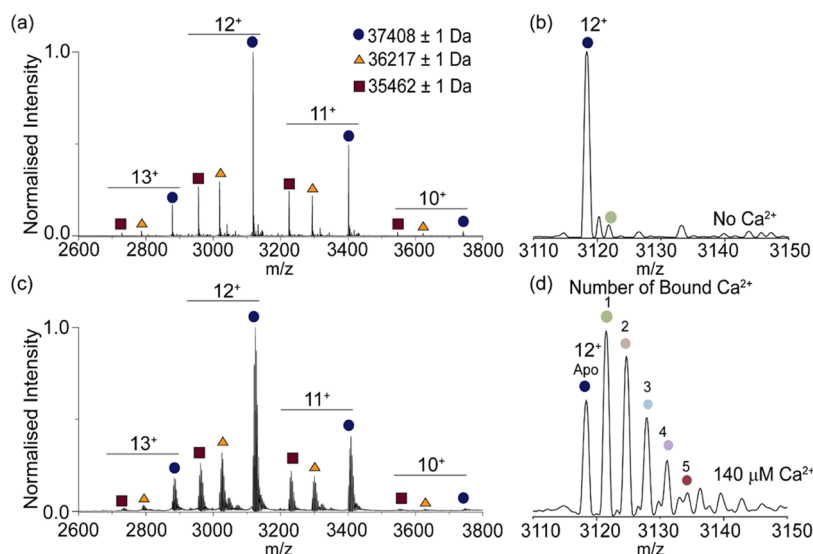 (a)
12⁺
37408 ± 1 Da
36217 ± 1 Da
35462 ± 1 Da
11⁺
13⁺
10⁺
Normalised Intensity
1.0
0.0
2600 2800 3000 3200 3400 3600 3800
m/z
(b)
12⁺
No Ca²⁺
3110 3120 3130 3140 3150
m/z
(c)
12⁺
11⁺
13⁺
10⁺
Normalised Intensity
1.0
0.0
2600 2800 3000 3200 3400 3600 3800
m/z
(d)
Number of Bound Ca²⁺
1
2
12⁺
Apo
3
4
5
140 μM Ca²⁺
3110 3120 3130 3140 3150
m/z